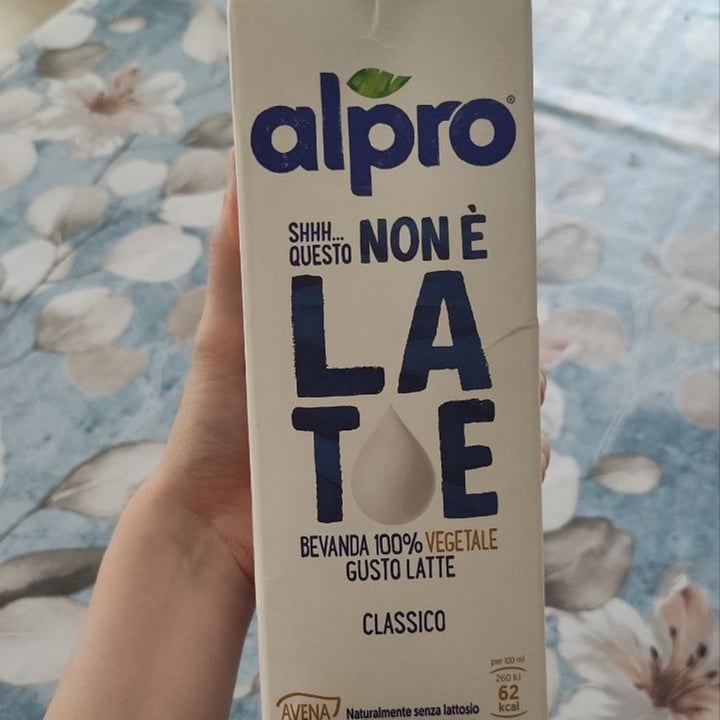 alpro®
SHHH...
QUESTO NON È
LA
T E
BEVANDA 100% VEGETALE
GUSTO LATTE
CLASSICO
per 100 ml
260 kJ
62
kcal
AVENA
Naturalmente senza lattosio